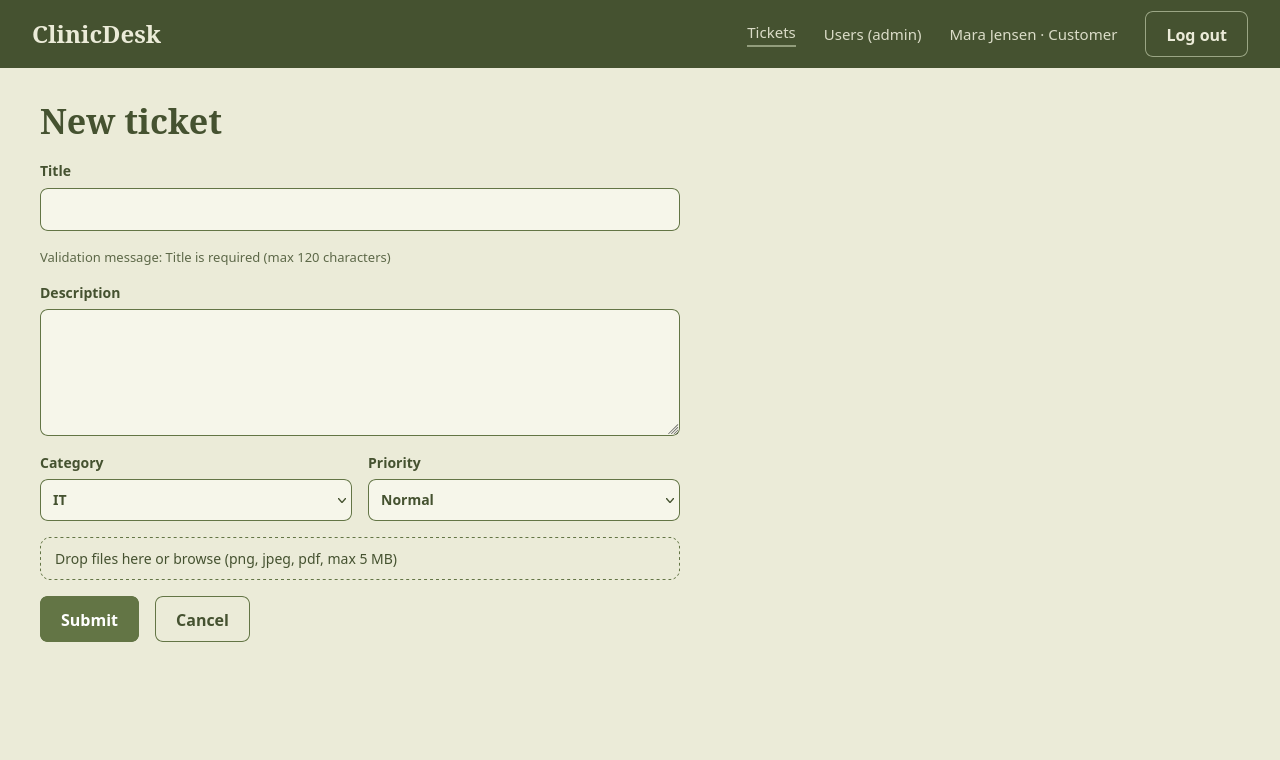 ClinicDesk
Tickets
Users (admin)
Mara Jensen · Customer
Log out
New ticket
Title
Validation message: Title is required (max 120 characters)
Description
Category
Priority
IT
Normal
Drop files here or browse (png, jpeg, pdf, max 5 MB)
Submit
Cancel